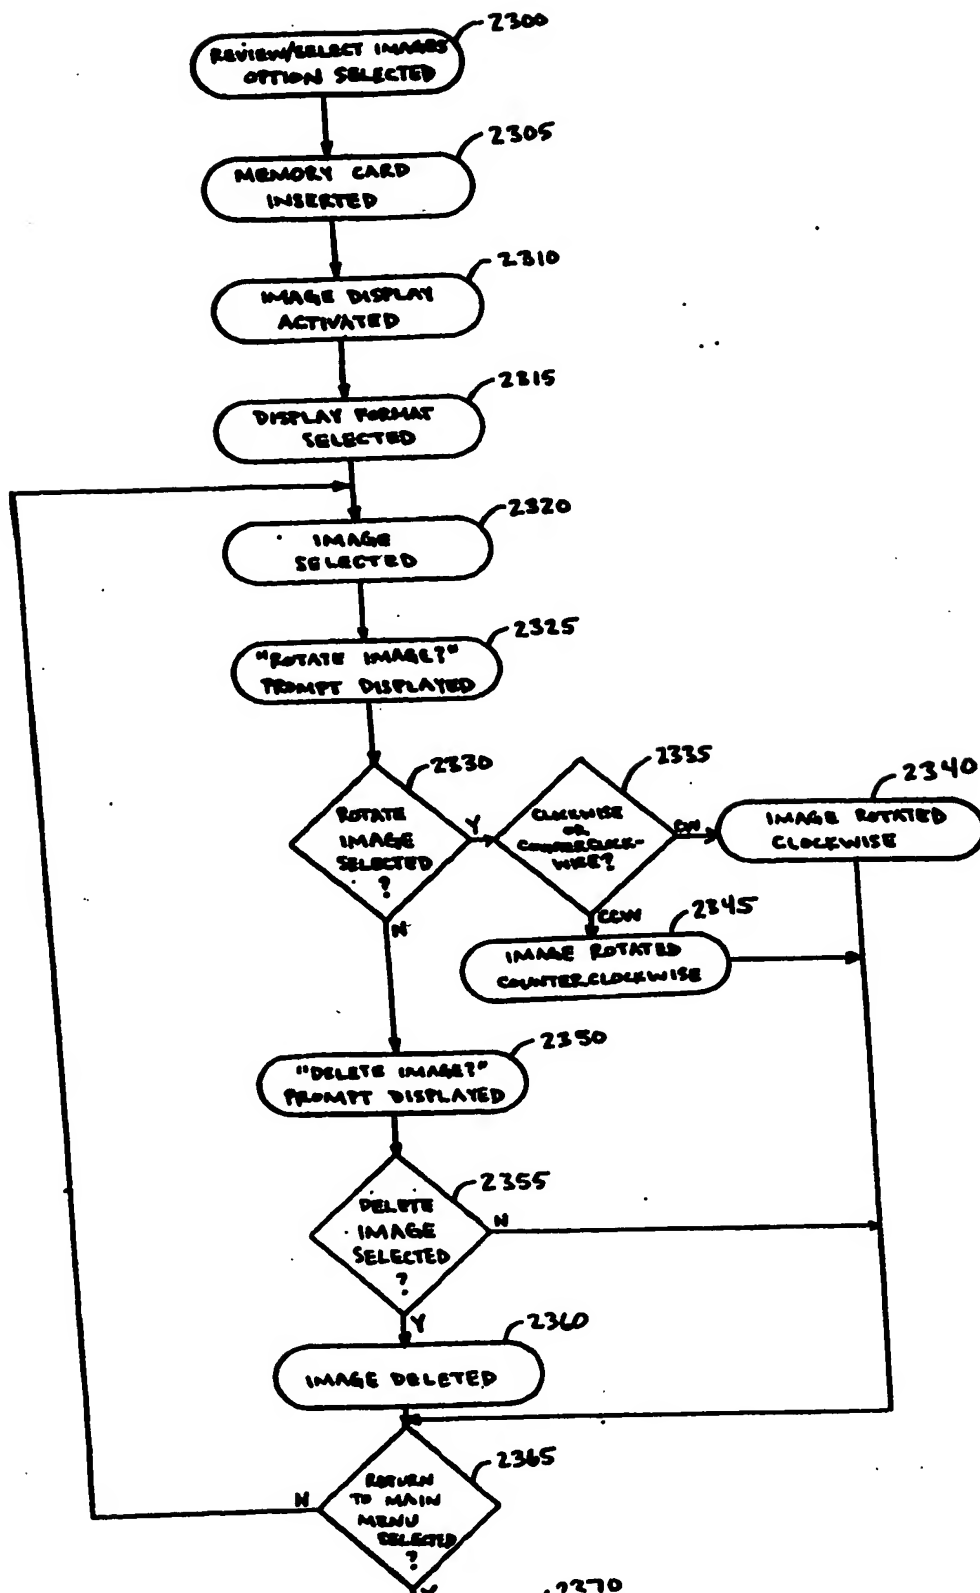 2300
REVIEW/SELECT IMAGES
OPTION SELECTED
2305
MEMORY CARD
INSERTED
2310
IMAGE DISPLAY
ACTIVATED
2315
DISPLAY FORMAT
SELECTED
2320
IMAGE
SELECTED
2325
"ROTATE IMAGE?"
PROMPT DISPLAYED
2330
ROTATE
IMAGE
SELECTED
?
Y
N
2335
CLOCKWISE
OR
COUNTERCLOCK-
WISE?
CW
CCW
2340
IMAGE ROTATED
CLOCKWISE
2345
IMAGE ROTATED
COUNTERCLOCKWISE
2350
"DELETE IMAGE?"
PROMPT DISPLAYED
2355
DELETE
IMAGE
SELECTED
?
N
Y
2360
IMAGE DELETED
2365
RETURN
TO MAIN
MENU
SELECTED
?
N
Y
2370